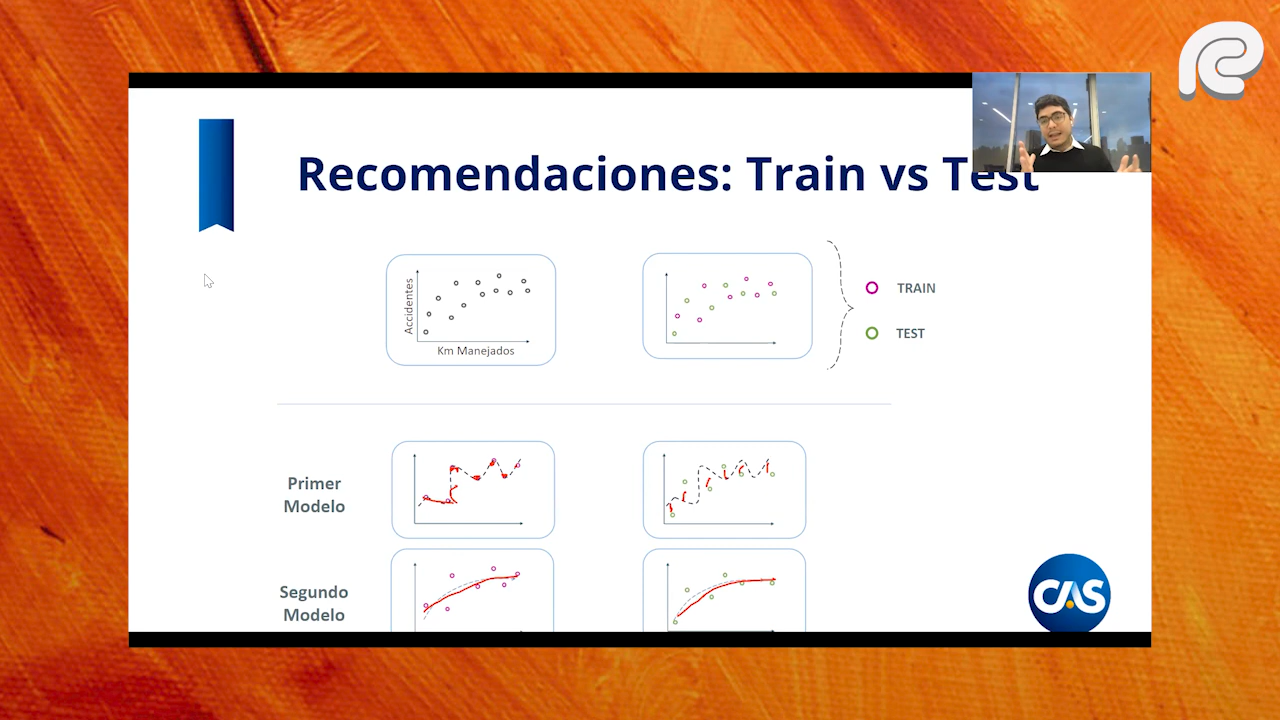 Recomendaciones: Train vs Test
Accidentes
Km Manejados
TRAIN
TEST
Primer
Modelo
Segundo
Modelo
CAS